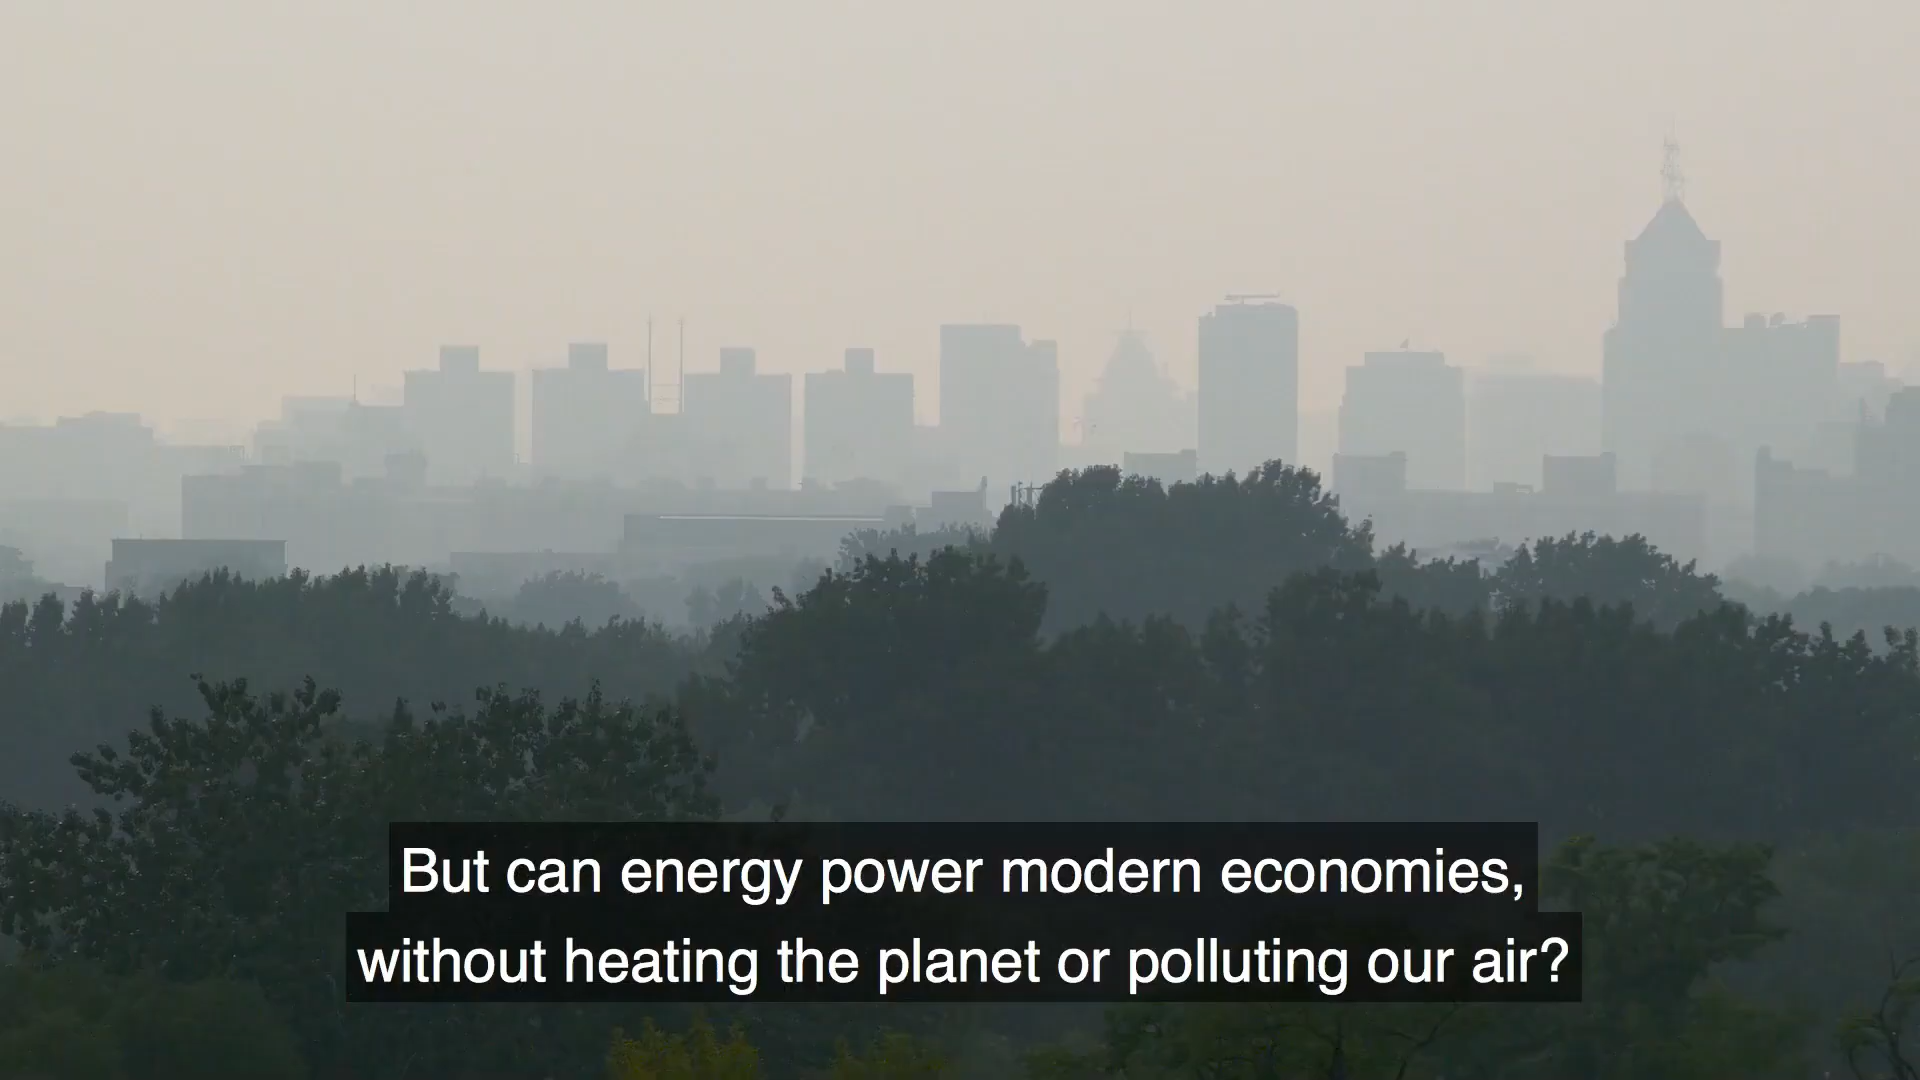 But can energy power modern economies,
without heating the planet or polluting our air?